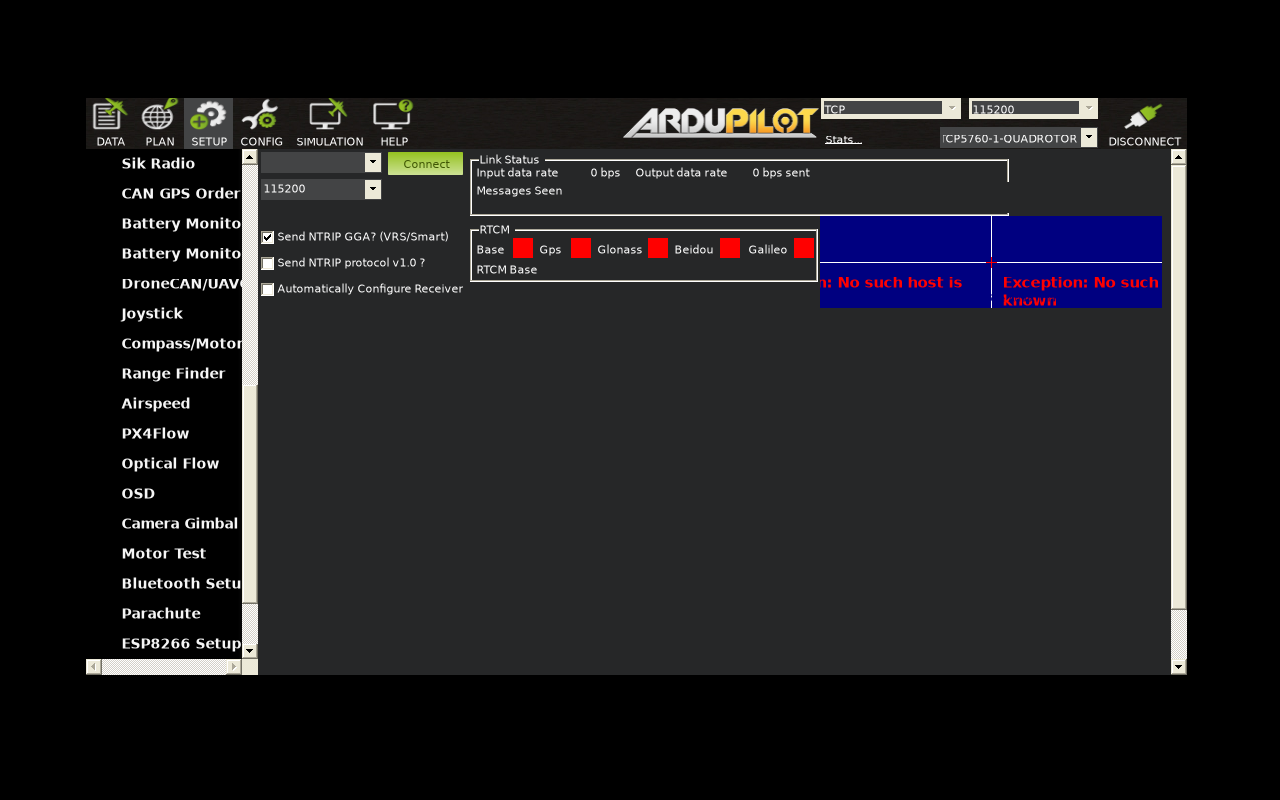 DATA
PLAN
SETUP
CONFIG
SIMULATION
HELP
ARDUPILOT
TCP
115200
Stats...
CP5760-1-QUADROTOR
DISCONNECT
Sik Radio
CAN GPS Order
Battery Monito
Battery Monito
DroneCAN/UAV
Joystick
Compass/Motor
Range Finder
Airspeed
PX4Flow
Optical Flow
OSD
Camera Gimbal
Motor Test
Bluetooth Setu
Parachute
ESP8266 Setup
Connect
115200
Send NTRIP GGA? (VRS/Smart)
Send NTRIP protocol v1.0 ?
Automatically Configure Receiver
Link Status
Input data rate 0 bps Output data rate 0 bps sent
Messages Seen
RTCM
Base Gps Glonass Beidou Galileo
RTCM Base
n: No such host is
Exception: No such
known